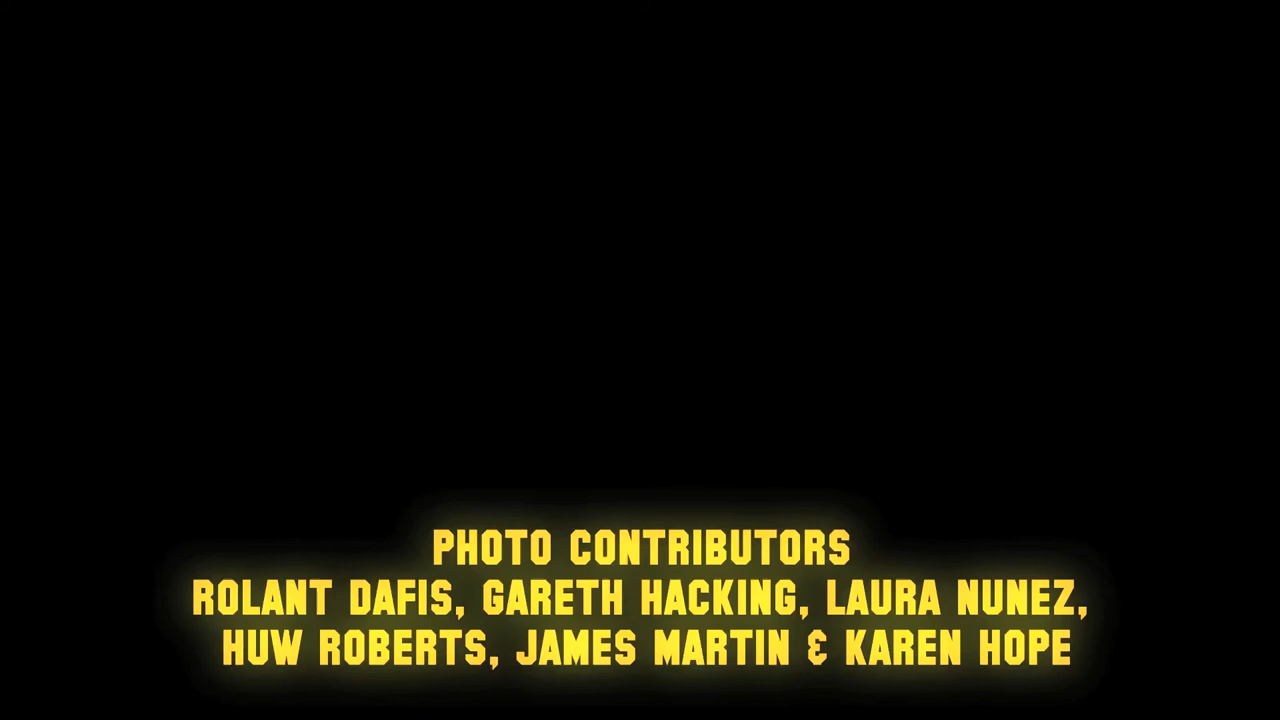 PHOTO CONTRIBUTORS
ROLANT DAFIS, GARETH HACKING, LAURA NUNEZ,
HUW ROBERTS, JAMES MARTIN & KAREN HOPE